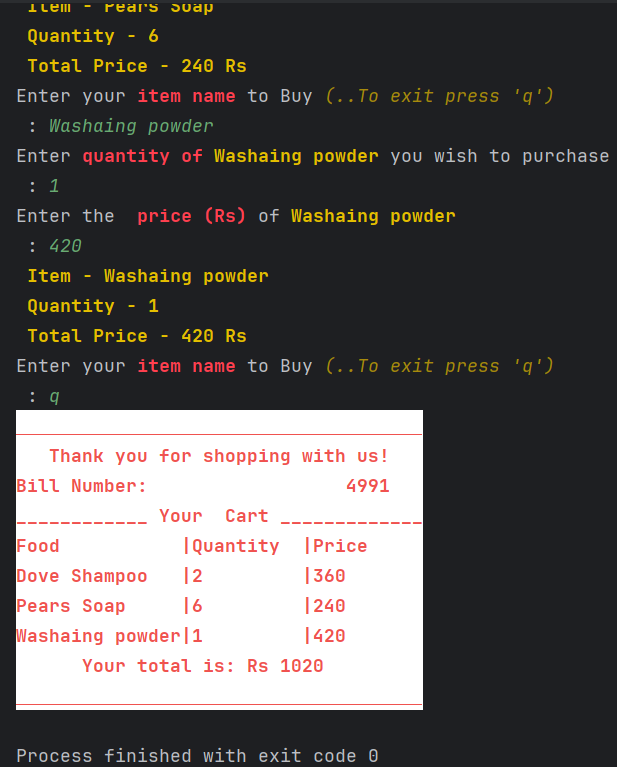 Item - Pears Soap
Quantity - 6
Total Price - 240 Rs
Enter your item name to Buy (..To exit press 'q')
: Washaing powder
Enter quantity of Washaing powder you wish to purchase
: 1
Enter the  price (Rs) of Washaing powder
: 420
Item - Washaing powder
Quantity - 1
Total Price - 420 Rs
Enter your item name to Buy (..To exit press 'q')
: q
Thank you for shopping with us!
Bill Number: 4991
____________ Your  Cart _____________
Food |Quantity |Price
Dove Shampoo |2 |360
Pears Soap |6 |240
Washaing powder|1 |420
Your total is: Rs 1020
Process finished with exit code 0